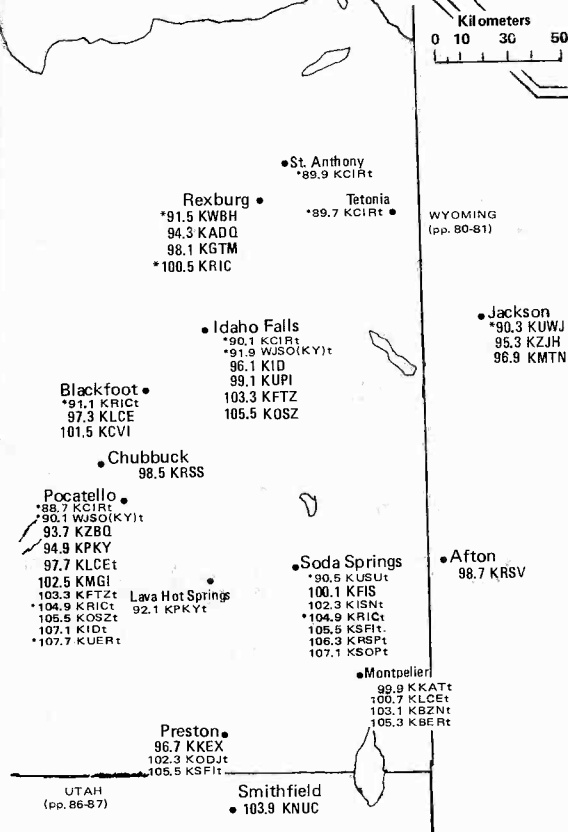 Kilometers
0 10 30 50
St. Anthony
*89.9 KCIRt
Rexburg
*91.5 KWBH
94.3 KADQ
98.1 KGTM
*100.5 KRIC
Tetonia
*89.7 KCIRt
WYOMING
(pp. 80-81)
Jackson
*90.3 KUWJ
95.3 KZJH
96.9 KMTN
Idaho Falls
*90.1 KCIRt
*91.9 WJSO(KY)t
96.1 KID
99.1 KUPI
103.3 KFTZ
105.5 KOSZ
Blackfoot
*91.1 KRICt
97.3 KLCE
101.5 KCVI
Chubbuck
98.5 KRSS
Pocatello
*88.7 KCIRt
*90.1 WJSO(KY)t
93.7 KZBQ
94.9 KPKY
97.7 KLCEt
102.5 KMGI
103.3 KFTZt
*104.9 KRICt
105.5 KOSZt
107.1 KIDt
*107.7 KUERt
Lava Hot Springs
92.1 KPKYt
Soda Springs
*90.5 KUSUt
100.1 KFIS
102.3 KISNt
*104.9 KRICt
105.5 KSFIt
106.3 KRSPt
107.1 KSOPt
Afton
98.7 KRSV
Montpelier
99.9 KKATt
100.7 KLCEt
103.1 KBZNt
105.3 KBERt
Preston
96.7 KKEX
102.3 KODJt
105.5 KSFIt
UTAH
(pp. 86-87)
Smithfield
103.9 KNUC